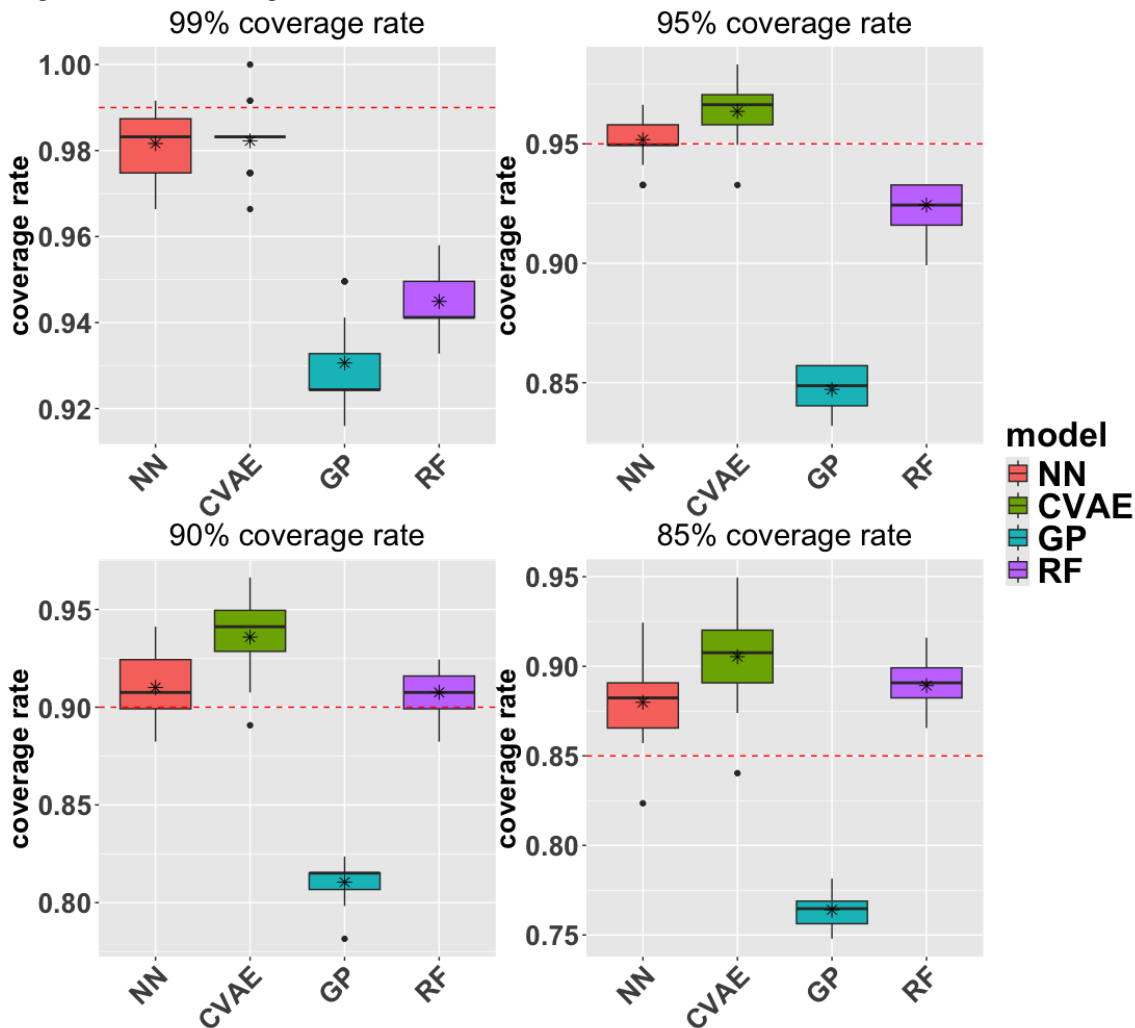 99% coverage rate
coverage rate
1.00
0.98
0.96
0.94
0.92
NN
CVAE
GP
RF
95% coverage rate
coverage rate
0.95
0.90
0.85
NN
CVAE
GP
RF
90% coverage rate
coverage rate
0.95
0.90
0.85
0.80
NN
CVAE
GP
RF
85% coverage rate
coverage rate
0.95
0.90
0.85
0.80
0.75
NN
CVAE
GP
RF
model
NN
CVAE
GP
RF